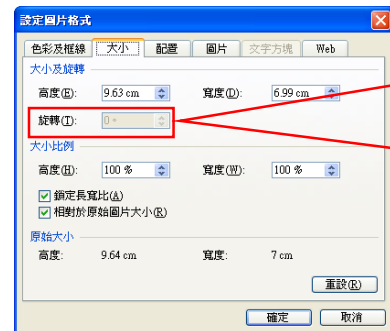 設定圖片格式
色彩及框線 大小 配置 圖片 文字方塊 Web
大小及旋轉
高度(E): 9.63 cm 寬度(D): 6.99 cm
旋轉(T): 0°
大小比例
高度(H): 100 % 寬度(W): 100 %
鎖定長寬比(A)
相對於原始圖片大小(R)
原始大小
高度: 9.64 cm 寬度: 7 cm
重設(R)
確定 取消